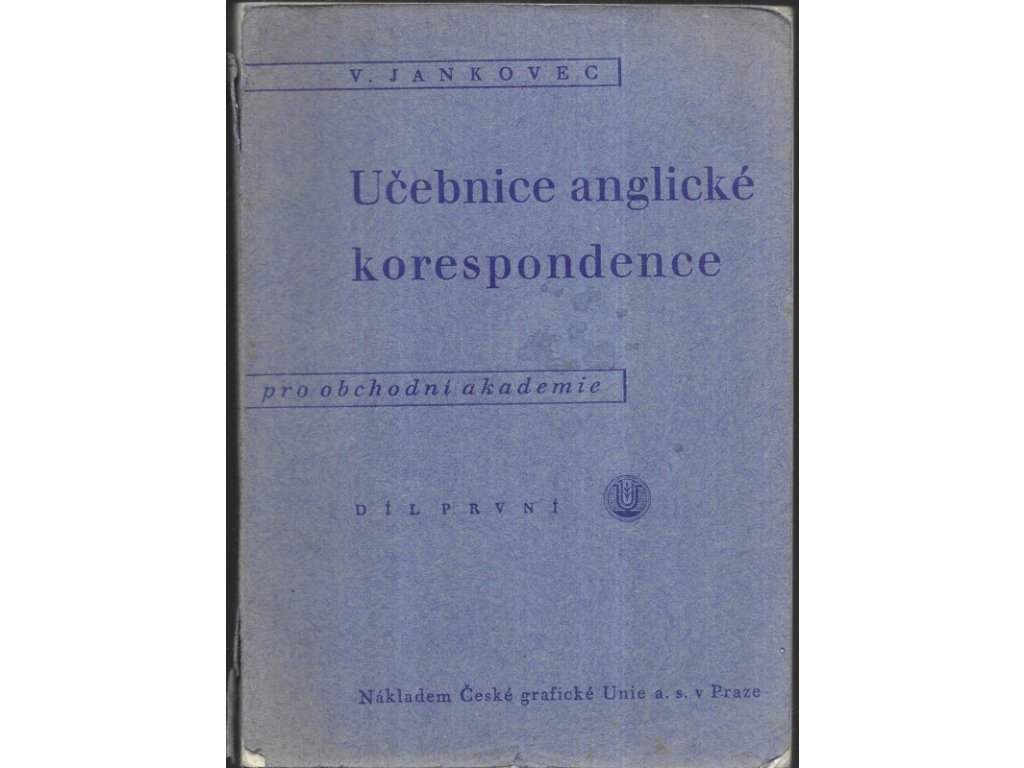 V. JANKOVEC
Učebnice anglické
korespondence
pro obchodní akademie
DÍL PRVNÍ
Nákladem České grafické Unie a. s. v Praze